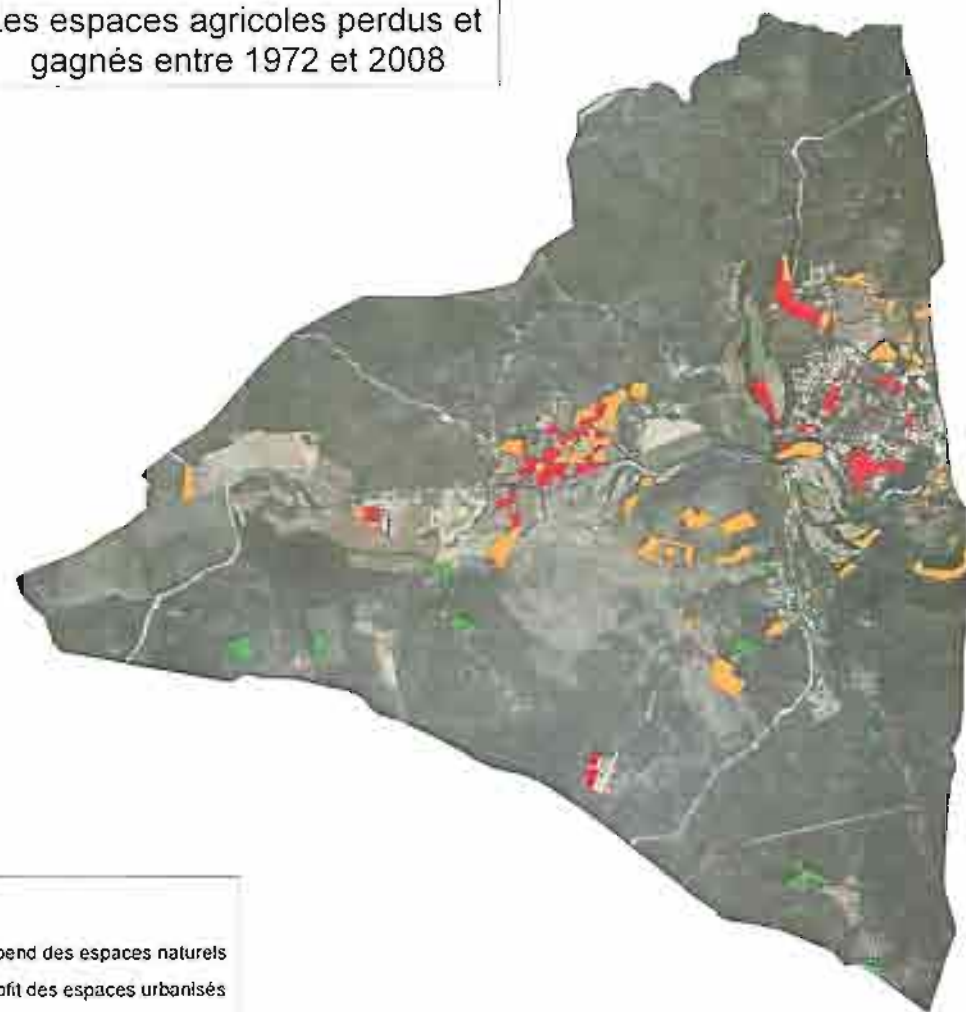 es espaces agricoles perdus et
gagnés entre 1972 et 2008
pend des espaces naturels
ofit des espaces urbanisés